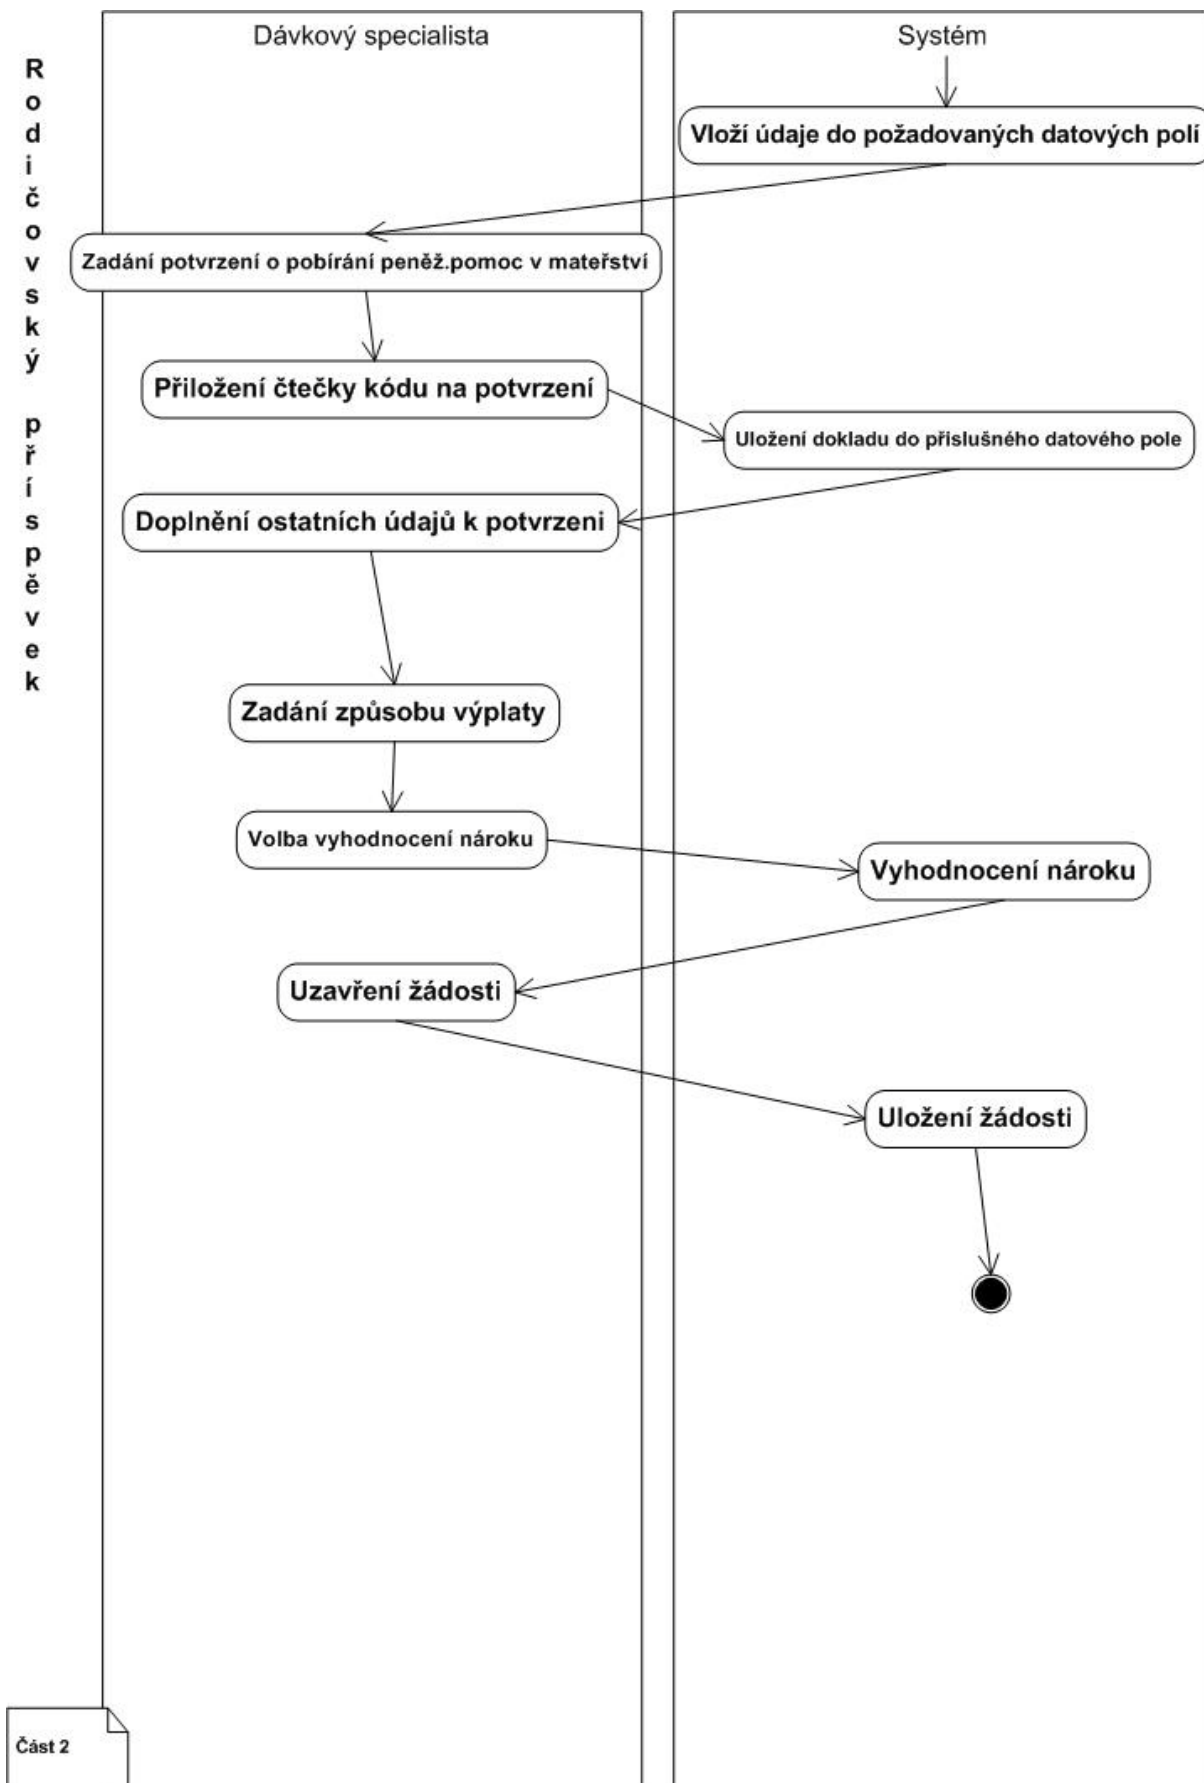 Rodičovský příspěvek
Dávkový specialista
Systém
Vloží údaje do požadovaných datových polí
Zadání potvrzení o pobírání peněž.pomoc v mateřství
Přiložení čtečky kódu na potvrzení
Uložení dokladu do příslušného datového pole
Doplnění ostatních údajů k potvrzeni
Zadání způsobu výplaty
Volba vyhodnocení nároku
Vyhodnocení nároku
Uzavření žádosti
Uložení žádosti
Část 2